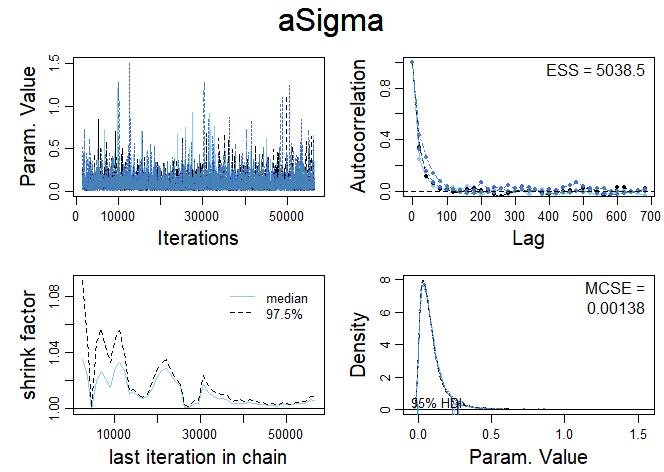 aSigma
Param. Value
0.0 0.5 1.0 1.5
0 10000 30000 50000
Iterations
Autocorrelation
0.0 0.4 0.8
ESS = 5038.5
0 100 200 300 400 500 600 700
Lag
shrink factor
1.00 1.04 1.08
median
97.5%
10000 30000 50000
last iteration in chain
Density
0 2 4 6 8
MCSE =
0.00138
95% HDI
0.0 0.5 1.0 1.5
Param. Value